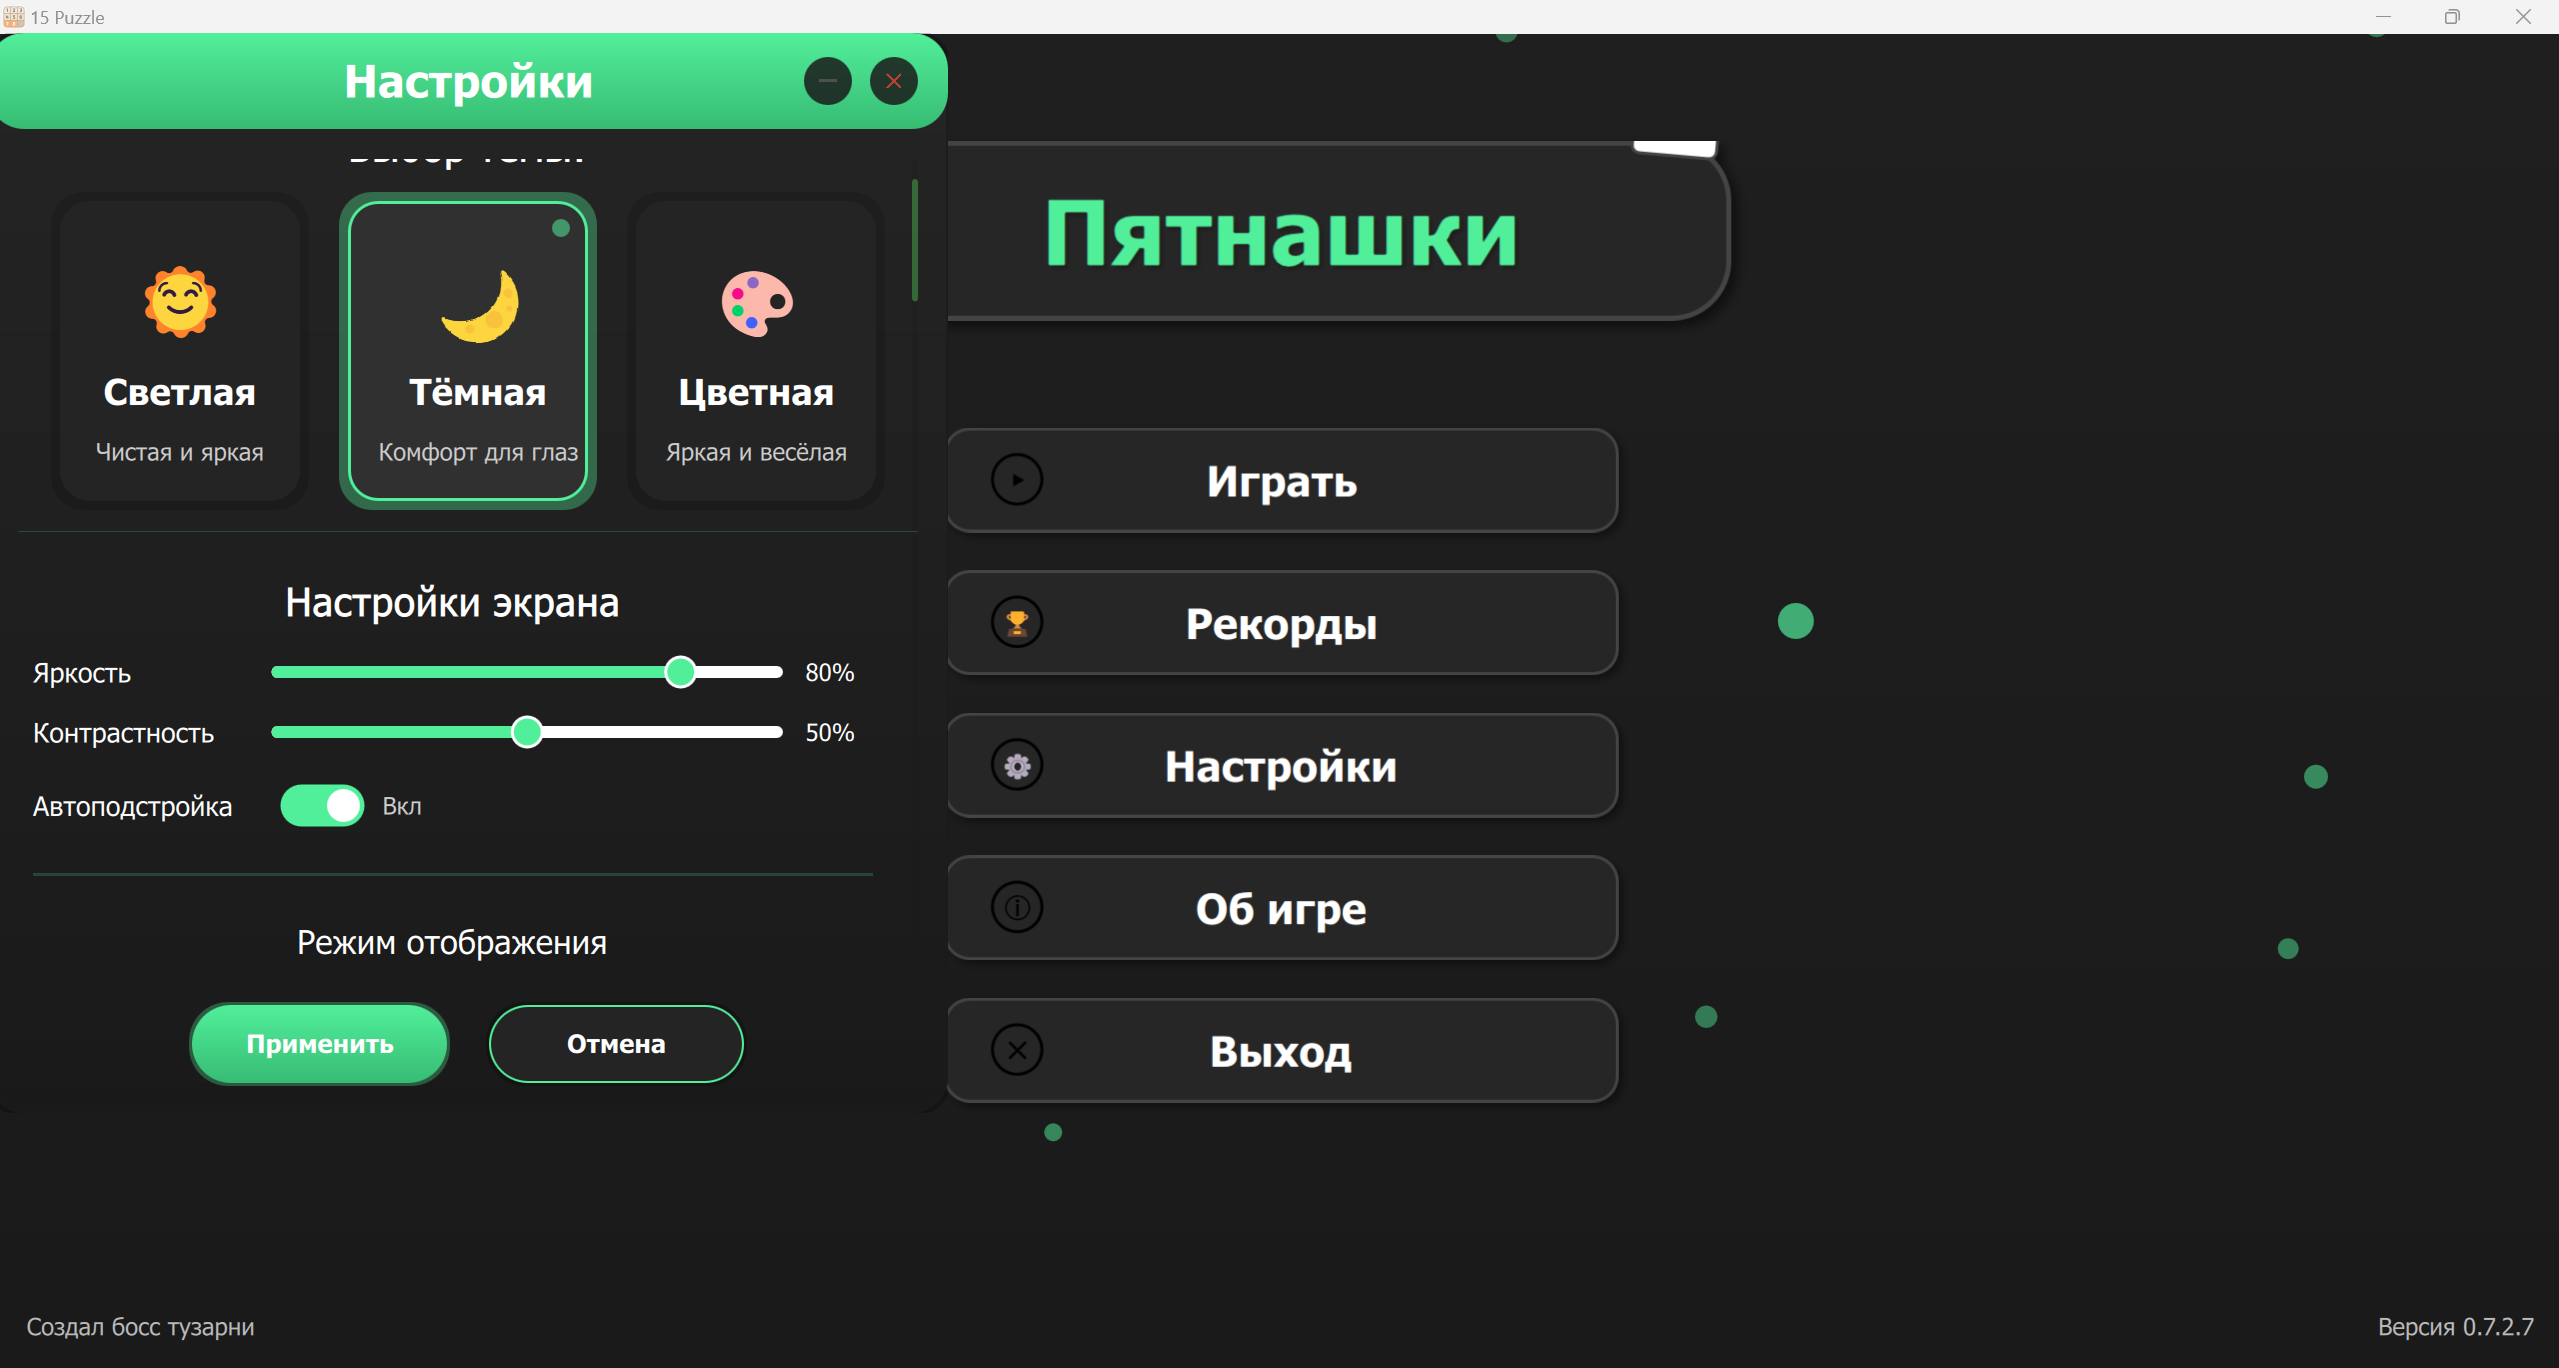 15 Puzzle
Настройки
Светлая
Чистая и яркая
Тёмная
Комфорт для глаз
Цветная
Яркая и весёлая
Настройки экрана
Яркость
80%
Контрастность
50%
Автоподстройка
Вкл
Режим отображения
Применить
Отмена
Пятнашки
Играть
Рекорды
Настройки
Об игре
Выход
Создал босс тузарни
Версия 0.7.2.7